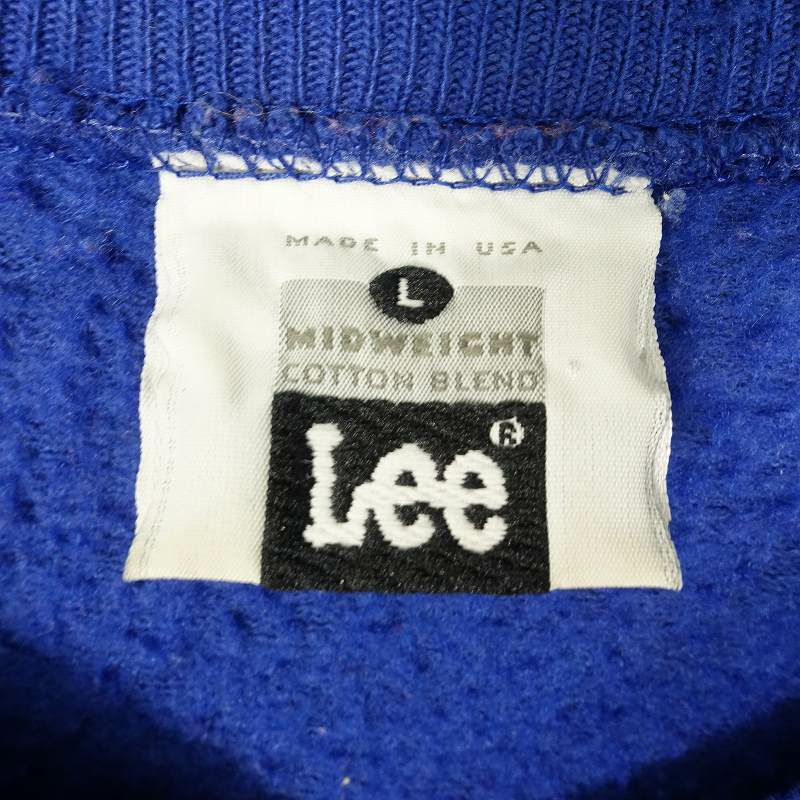 MADE IN USA
L
MIDWEIGHT
COTTON BLEND
Lee®